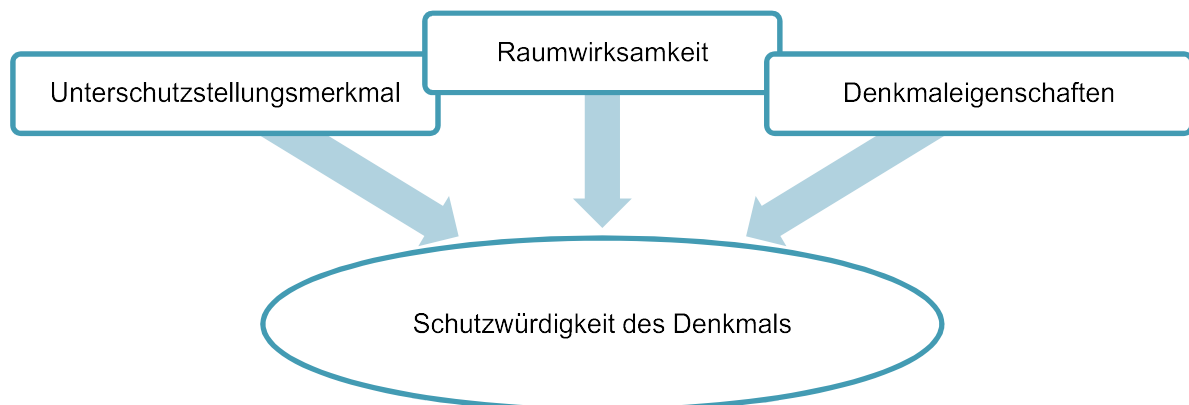 Raumwirksamkeit
Unterschutzstellungsmerkmal
Denkmaleigenschaften
Schutzwürdigkeit des Denkmals